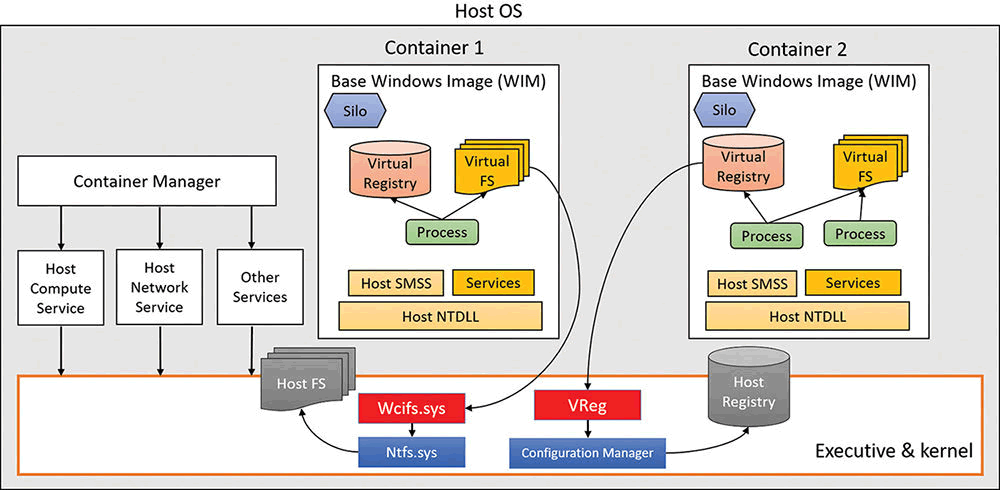 Host OS
Container 1
Base Windows Image (WIM)
Silo
Virtual
Registry
Virtual
FS
Process
Host SMSS
Services
Host NTDLL
Container 2
Base Windows Image (WIM)
Silo
Virtual
Registry
Virtual
FS
Process
Process
Host SMSS
Services
Host NTDLL
Container Manager
Host
Compute
Service
Host
Network
Service
Other
Services
Host FS
Wcifs.sys
Ntfs.sys
VReg
Configuration Manager
Host
Registry
Executive & kernel